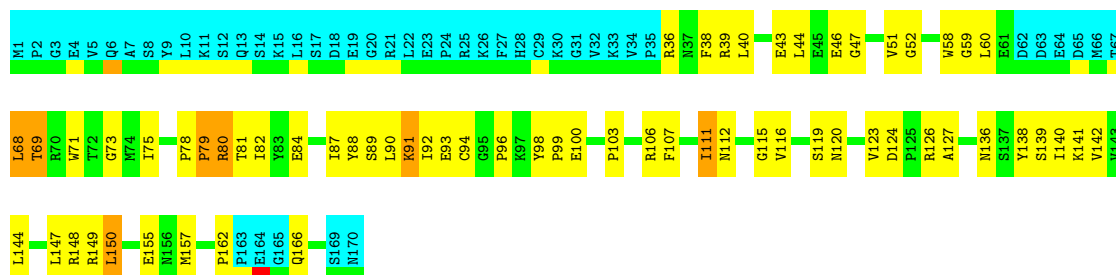 M1 P2 G3 E4 V5 Q6 A7 S8 Y9 L10 K11 S12 Q13 S14 K15 L16 S17 D18 E19 G20 R21 L22 E23 P24 R25 K26 F27 H28 C29 K30 G31 V32 K33 V34 P35 R36 N37 F38 R39 L40 E43 L44 E45 E46 G47 V51 G52 W58 G59 L60 E61 D62 D63 E64 D65 M66 T67
L68 T69 R70 W71 T72 G73 M74 I75 P78 P79 R80 T81 I82 Y83 E84 I87 Y88 S89 L90 K91 I92 E93 C94 G95 P96 K97 Y98 P99 E100 P103 R106 F107 I111 N112 G115 V116 S119 N120 V123 D124 P125 R126 A127 N136 S137 Y138 S139 I140 K141 V142 V143
L144 L147 R148 R149 L150 E155 N156 M157 P162 P163 E164 G165 Q166 S169 N170